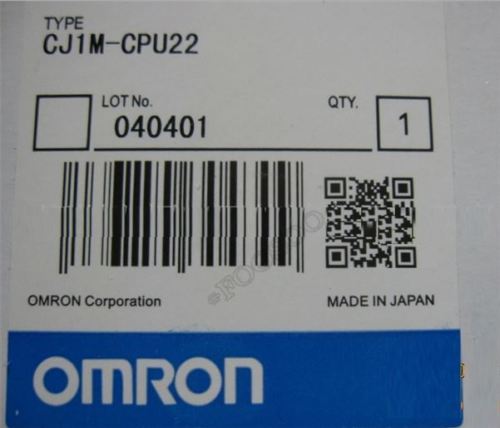 TYPE
CJ1M-CPU22
LOT No.
QTY.
040401
1
OMRON Corporation
MADE IN JAPAN
OMRON